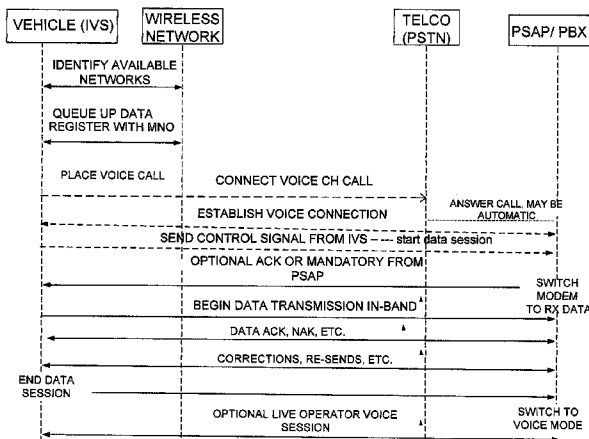 VEHICLE (IVS)
WIRELESS
NETWORK
TELCO
(PSTN)
PSAP/ PBX
IDENTIFY AVAILABLE
NETWORKS
QUEUE UP DATA
REGISTER WITH MNO
PLACE VOICE CALL
CONNECT VOICE CH CALL
ANSWER CALL, MAY BE
AUTOMATIC
ESTABLISH VOICE CONNECTION
SEND CONTROL SIGNAL FROM IVS ---- start data session
OPTIONAL ACK OR MANDATORY FROM
PSAP
SWITCH
MODEM
TO RX DATA
BEGIN DATA TRANSMISSION IN-BAND
DATA ACK, NAK, ETC.
CORRECTIONS, RE-SENDS, ETC.
END DATA
SESSION
OPTIONAL LIVE OPERATOR VOICE
SESSION
SWITCH TO
VOICE MODE